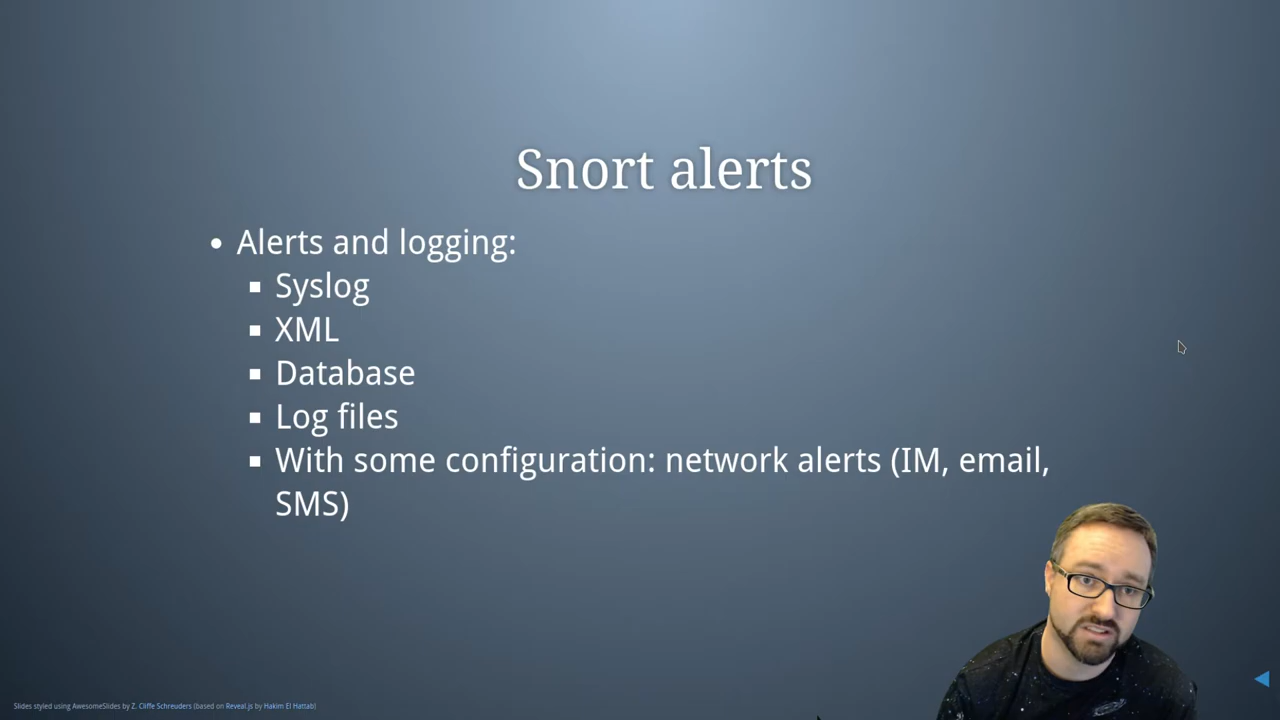 Snort alerts
Alerts and logging:
Syslog
XML
Database
Log files
With some configuration: network alerts (IM, email,
SMS)
Slides styled using AwesomeSlides by Z. Cliffe Schreuders (based on Reveal.js by Hakim El Hattab)